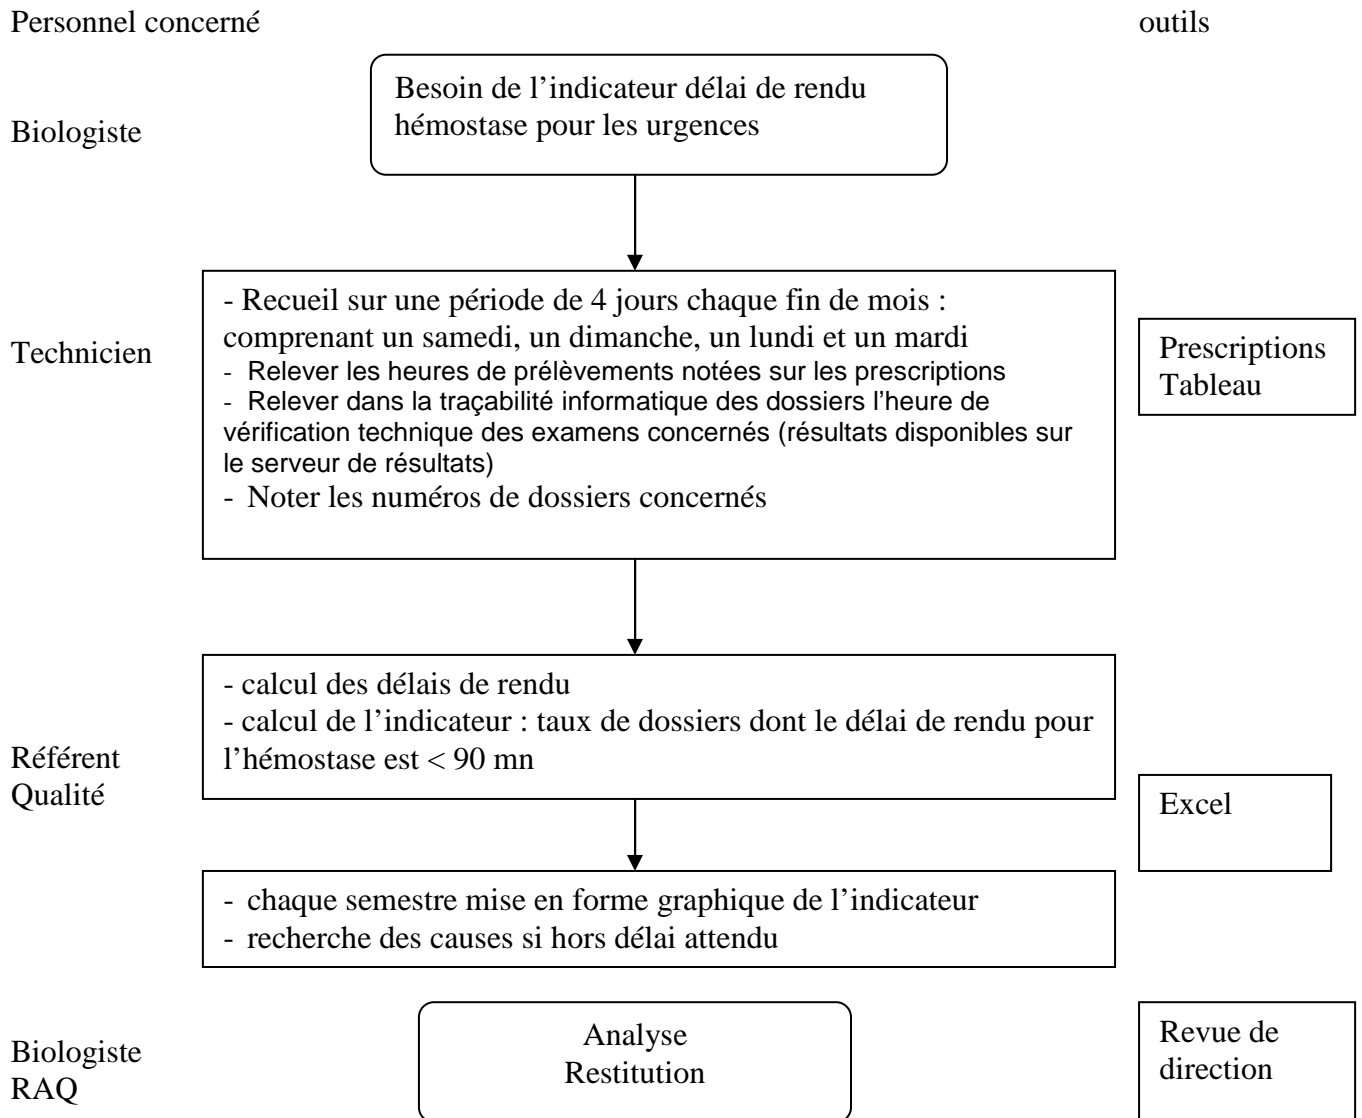 Personnel concerné
outils
Biologiste
Besoin de l’indicateur délai de rendu
hémostase pour les urgences
Technicien
- Recueil sur une période de 4 jours chaque fin de mois :
comprenant un samedi, un dimanche, un lundi et un mardi
- Relever les heures de prélèvements notées sur les prescriptions
- Relever dans la traçabilité informatique des dossiers l’heure de
vérification technique des examens concernés (résultats disponibles sur
le serveur de résultats)
- Noter les numéros de dossiers concernés
Prescriptions
Tableau
Référent
Qualité
- calcul des délais de rendu
- calcul de l’indicateur : taux de dossiers dont le délai de rendu pour
l’hémostase est < 90 mn
Excel
- chaque semestre mise en forme graphique de l’indicateur
- recherche des causes si hors délai attendu
Biologiste
RAQ
Analyse
Restitution
Revue de
direction